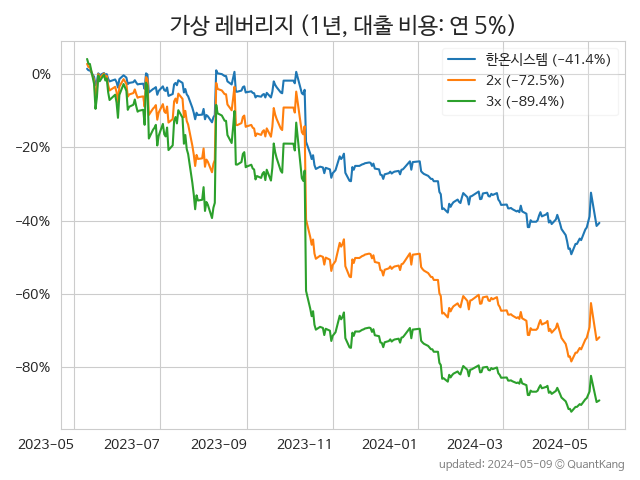 가상 레버리지 (1년, 대출 비용: 연 5%)
한온시스템 (−41.4%)
2x (−72.5%)
3x (−89.4%)
0%
−20%
−40%
−60%
−80%
2023-05 2023-07 2023-09 2023-11 2024-01 2024-03 2024-05
updated: 2024-05-09 © QuantKang